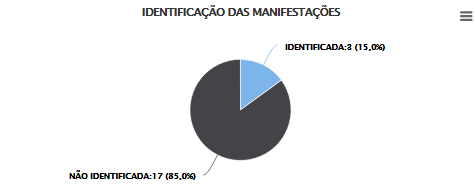 IDENTIFICAÇÃO DAS MANIFESTAÇÕES
IDENTIFICADA:3 (15,0%)
NÃO IDENTIFICADA:17 (85,0%)